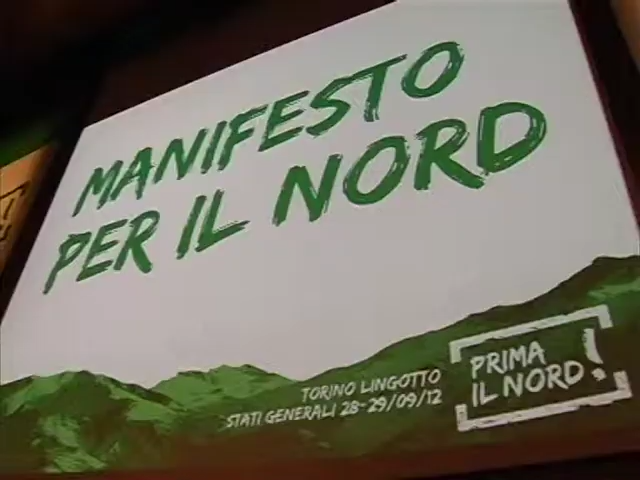 MANIFESTO
PER IL NORD
TORINO LINGOTTO
STATI GENERALI 28-29/09/12
PRIMA
IL NORD!